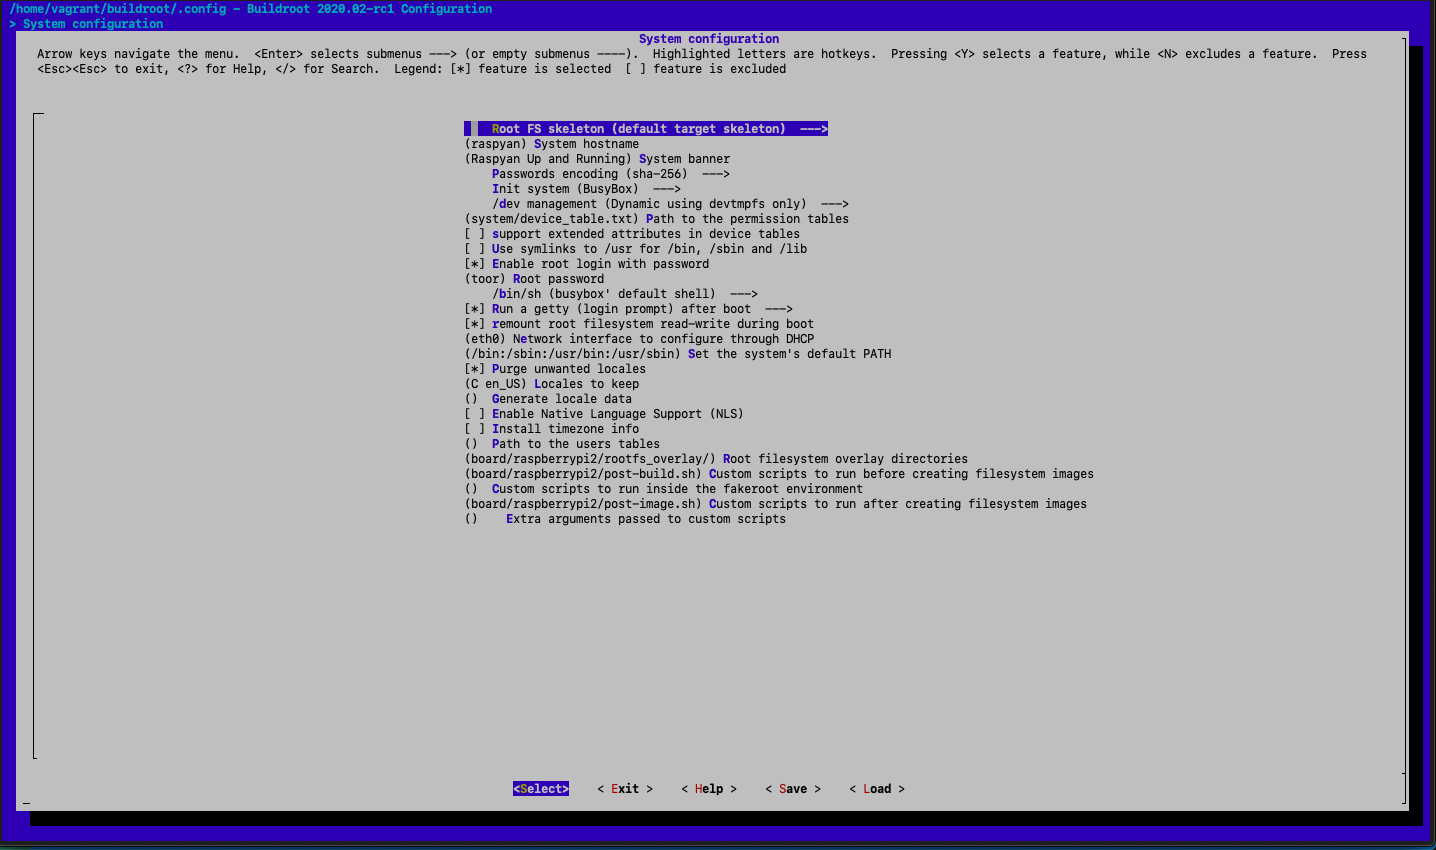 /home/vagrant/buildroot/.config - Buildroot 2020.02-rc1 Configuration
> System configuration
System configuration
Arrow keys navigate the menu.  <Enter> selects submenus ---> (or empty submenus ----).  Highlighted letters are hotkeys.  Pressing <Y> selects a feature, while <N> excludes a feature.  Press
<Esc><Esc> to exit, <?> for Help, </> for Search.  Legend: [*] feature is selected  [ ] feature is excluded
Root FS skeleton (default target skeleton)  --->
(raspyan) System hostname
(Raspyan Up and Running) System banner
Passwords encoding (sha-256)  --->
Init system (BusyBox)  --->
/dev management (Dynamic using devtmpfs only)  --->
(system/device_table.txt) Path to the permission tables
[ ] support extended attributes in device tables
[ ] Use symlinks to /usr for /bin, /sbin and /lib
[*] Enable root login with password
(toor) Root password
/bin/sh (busybox' default shell)  --->
[*] Run a getty (login prompt) after boot  --->
[*] remount root filesystem read-write during boot
(eth0) Network interface to configure through DHCP
(/bin:/sbin:/usr/bin:/usr/sbin) Set the system's default PATH
[*] Purge unwanted locales
(C en_US) Locales to keep
()  Generate locale data
[ ] Enable Native Language Support (NLS)
[ ] Install timezone info
()  Path to the users tables
(board/raspberrypi2/rootfs_overlay/) Root filesystem overlay directories
(board/raspberrypi2/post-build.sh) Custom scripts to run before creating filesystem images
()  Custom scripts to run inside the fakeroot environment
(board/raspberrypi2/post-image.sh) Custom scripts to run after creating filesystem images
()    Extra arguments passed to custom scripts
<Select>    < Exit >    < Help >    < Save >    < Load >